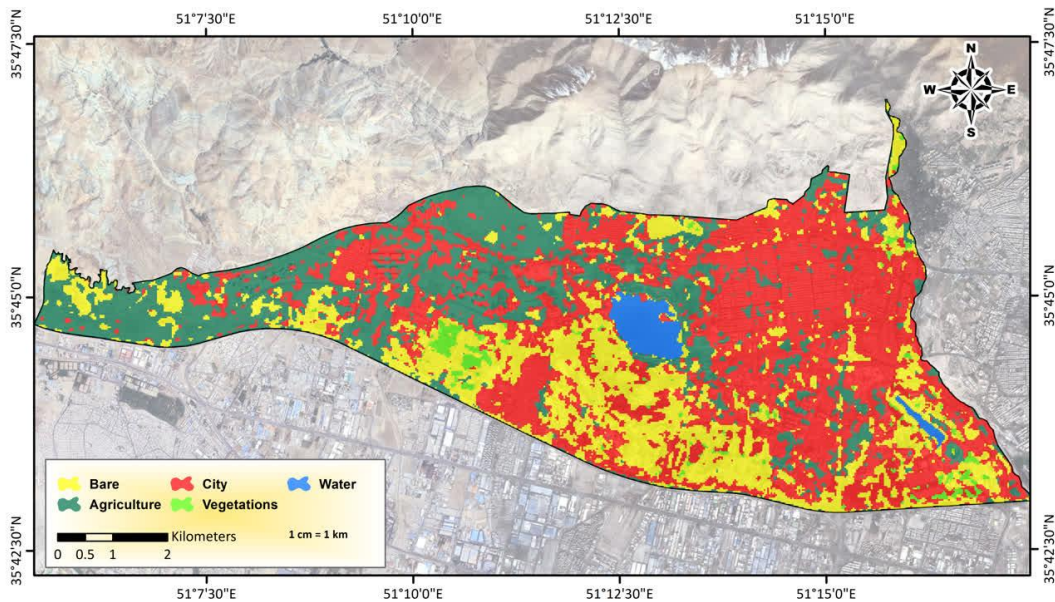 51°7'30"E 51°10'0"E 51°12'30"E 51°15'0"E
35°47'30"N
35°47'30"N
N
W E
S
35°45'0"N
35°45'0"N
Bare City Water
Agriculture Vegetations
Kilometers 1 cm = 1 km
0 0.5 1 2
35°42'30"N
35°42'30"N
51°7'30"E 51°10'0"E 51°12'30"E 51°15'0"E